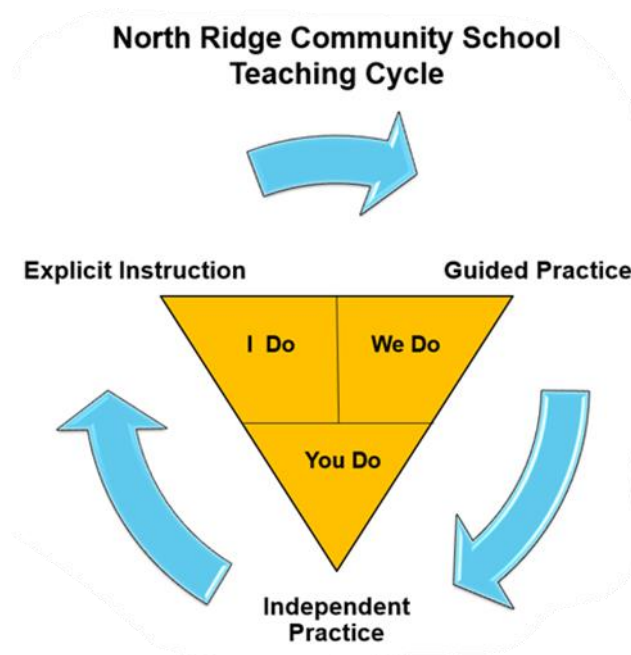 North Ridge Community School
Teaching Cycle
Explicit Instruction
Guided Practice
I Do
We Do
You Do
Independent
Practice